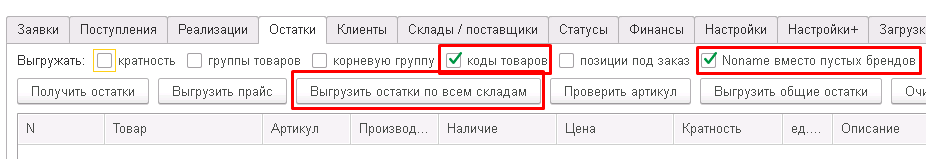 Заявки Поступления Реализации Остатки Клиенты Склады / поставщики Статусы Финансы Настройки Настройки+ Загрузк
Выгружать: кратность группы товаров корневую группу коды товаров позиции под заказ Noname вместо пустых брендов
Получить остатки Выгрузить прайс Выгрузить остатки по всем складам Проверить артикул Выгрузить общие остатки Очи
N Товар Артикул Производ... Наличие Цена Кратность ед.... Описание